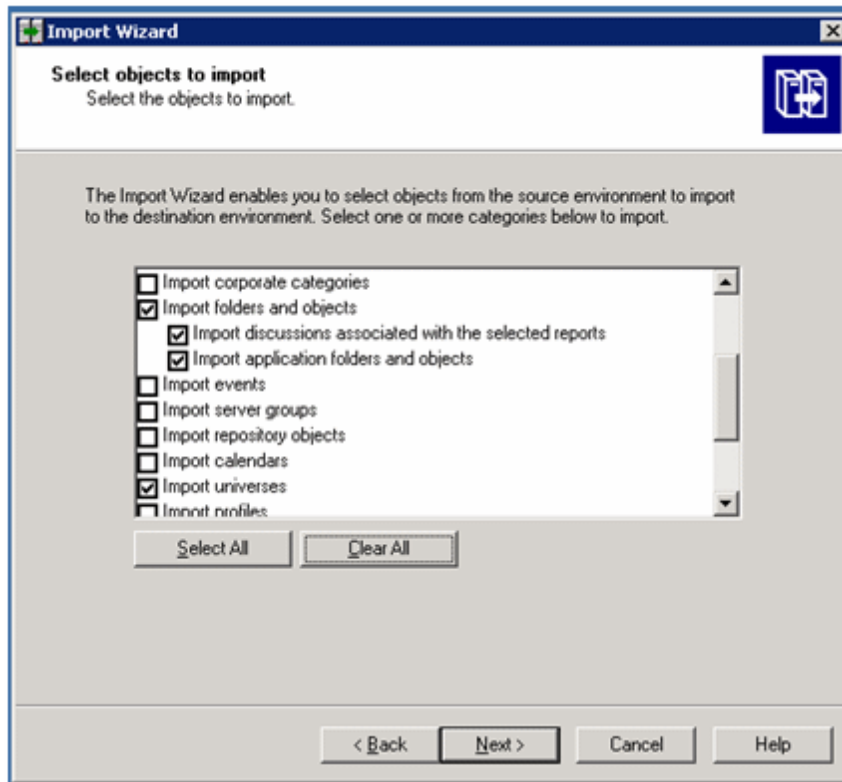 Import Wizard
Select objects to import
Select the objects to import.
The Import Wizard enables you to select objects from the source environment to import
to the destination environment. Select one or more categories below to import.
Import corporate categories
Import folders and objects
Import discussions associated with the selected reports
Import application folders and objects
Import events
Import server groups
Import repository objects
Import calendars
Import universes
Import profiles
Select All
Clear All
< Back
Next >
Cancel
Help